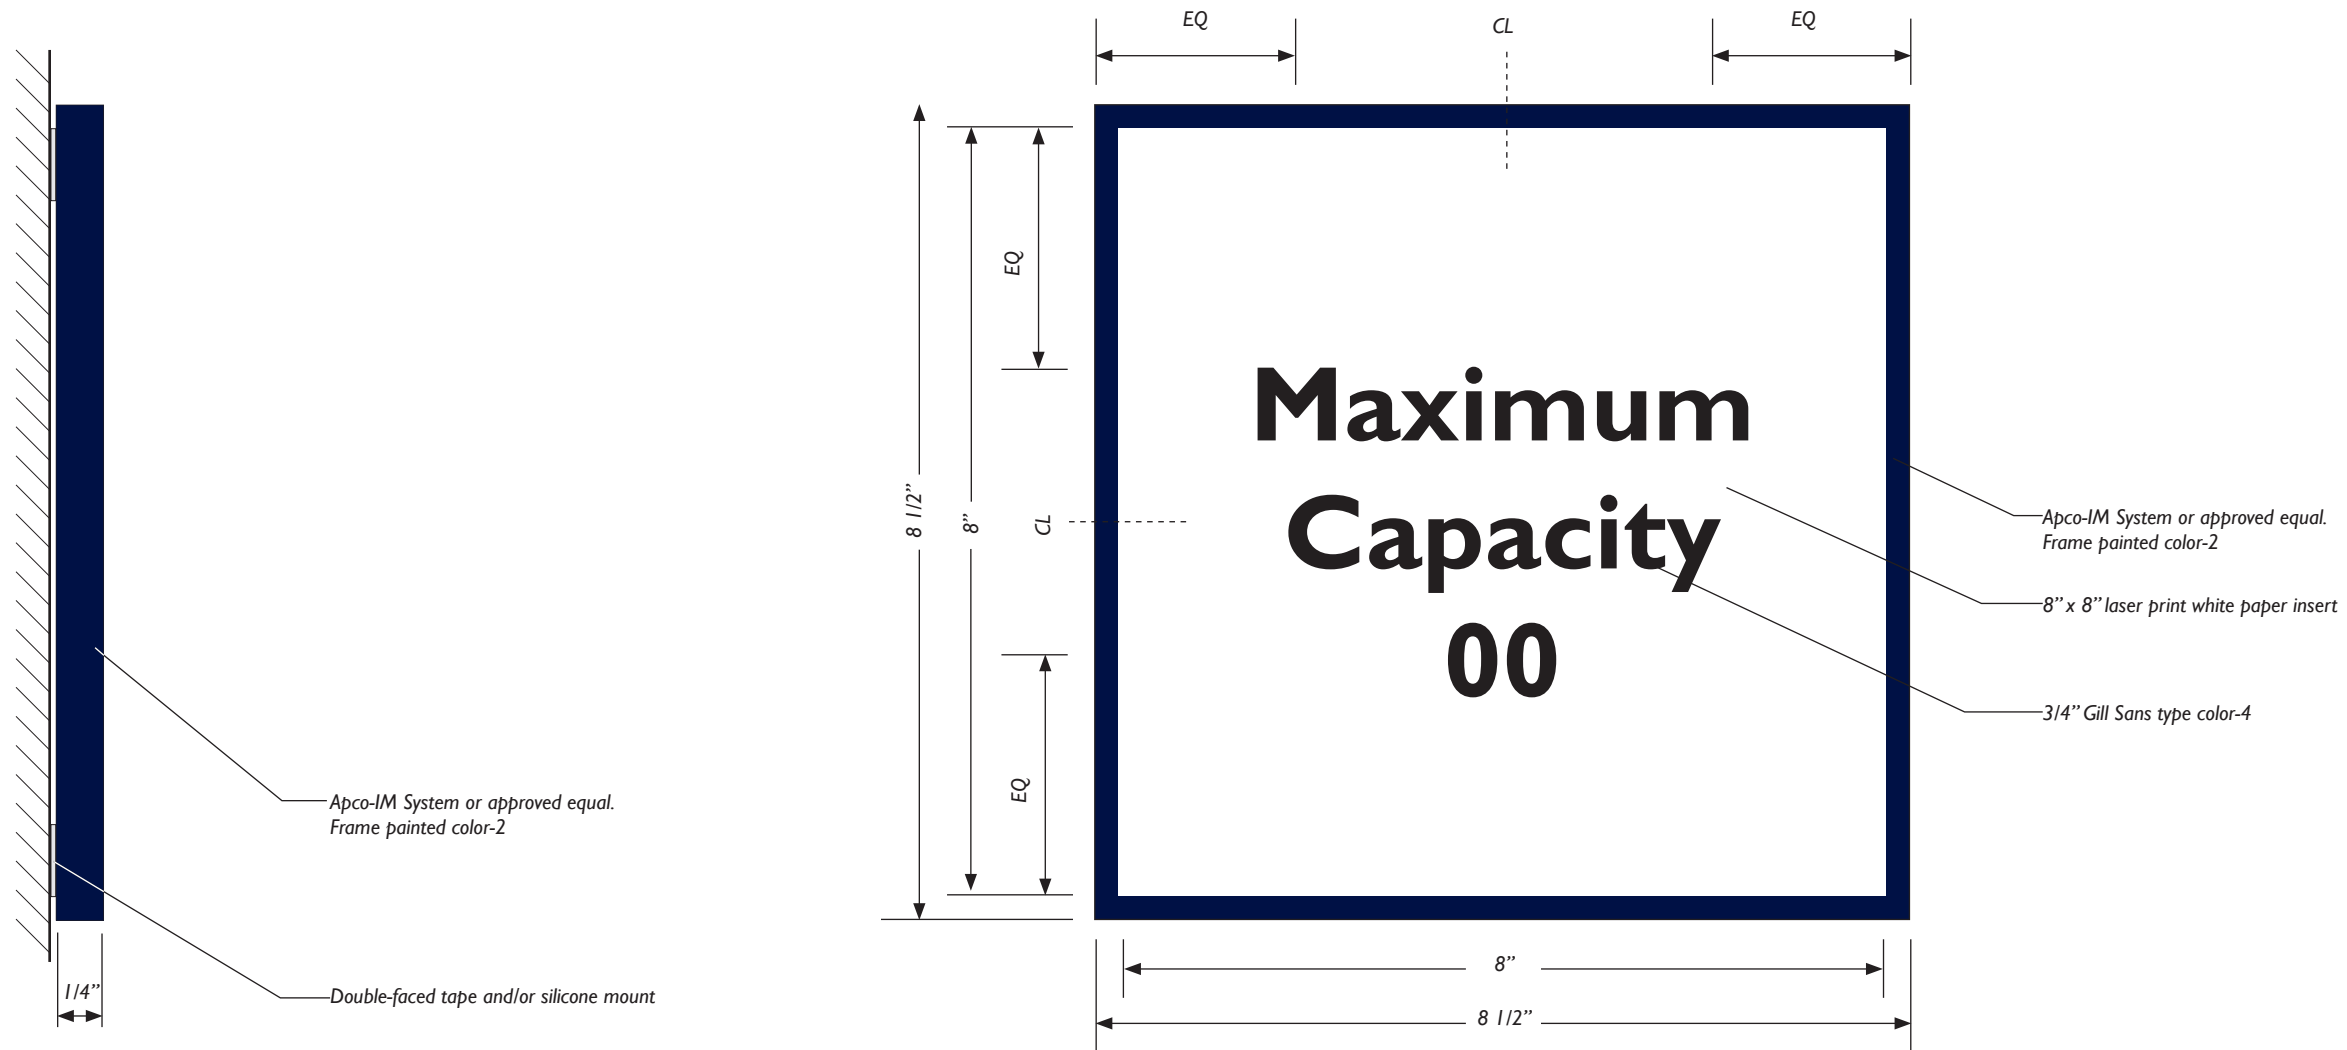 EQ
CL
EQ
EQ
8 1/2”
8”
CL
EQ
Maximum
Capacity
00
Apco-IM System or approved equal.
Frame painted color-2
8” x 8” laser print white paper insert
3/4” Gill Sans type color-4
Apco-IM System or approved equal.
Frame painted color-2
Double-faced tape and/or silicone mount
1/4”
8”
8 1/2”